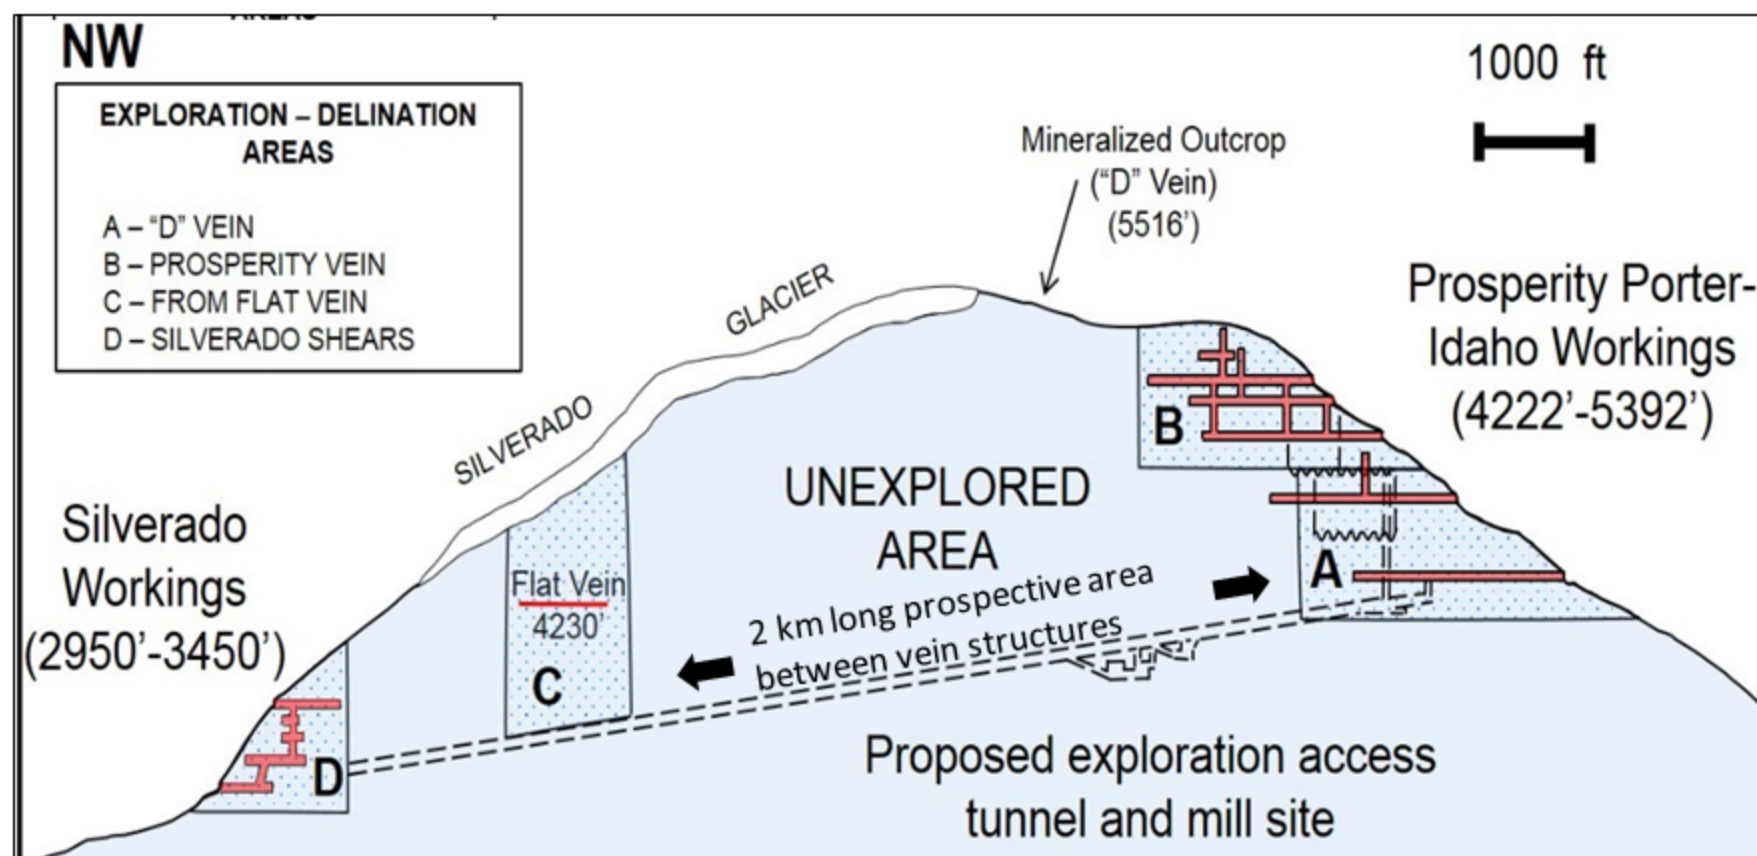 AREAS
NW
EXPLORATION – DELINATION
AREAS
A – “D” VEIN
B – PROSPERITY VEIN
C – FROM FLAT VEIN
D – SILVERADO SHEARS
1000 ft
Mineralized Outcrop
(“D” Vein)
(5516’)
GLACIER
SILVERADO
Prosperity Porter-
Idaho Workings
(4222’-5392’)
B
UNEXPLORED
AREA
Silverado
Workings
(2950’-3450’)
Flat Vein
4230’
C
A
2 km long prospective area
between vein structures
D
Proposed exploration access
tunnel and mill site